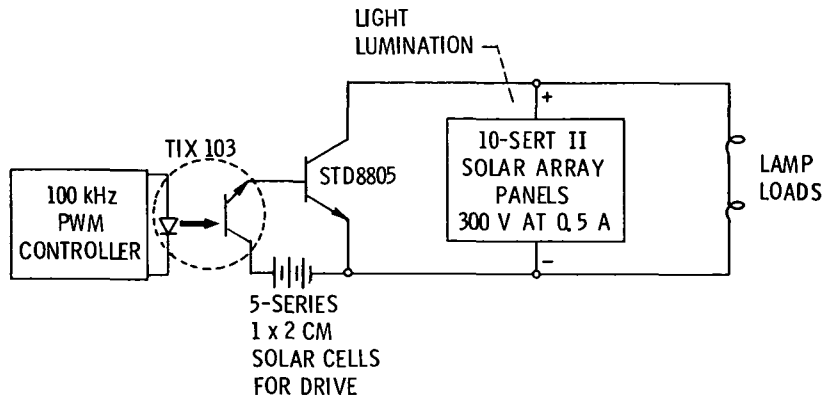 LIGHT
LUMINATION
TIX 103
100 kHz
PWM
CONTROLLER
STD8805
+
10-SERT II
SOLAR ARRAY
PANELS
300 V AT 0.5 A
−
LAMP
LOADS
5-SERIES
1 x 2 CM
SOLAR CELLS
FOR DRIVE